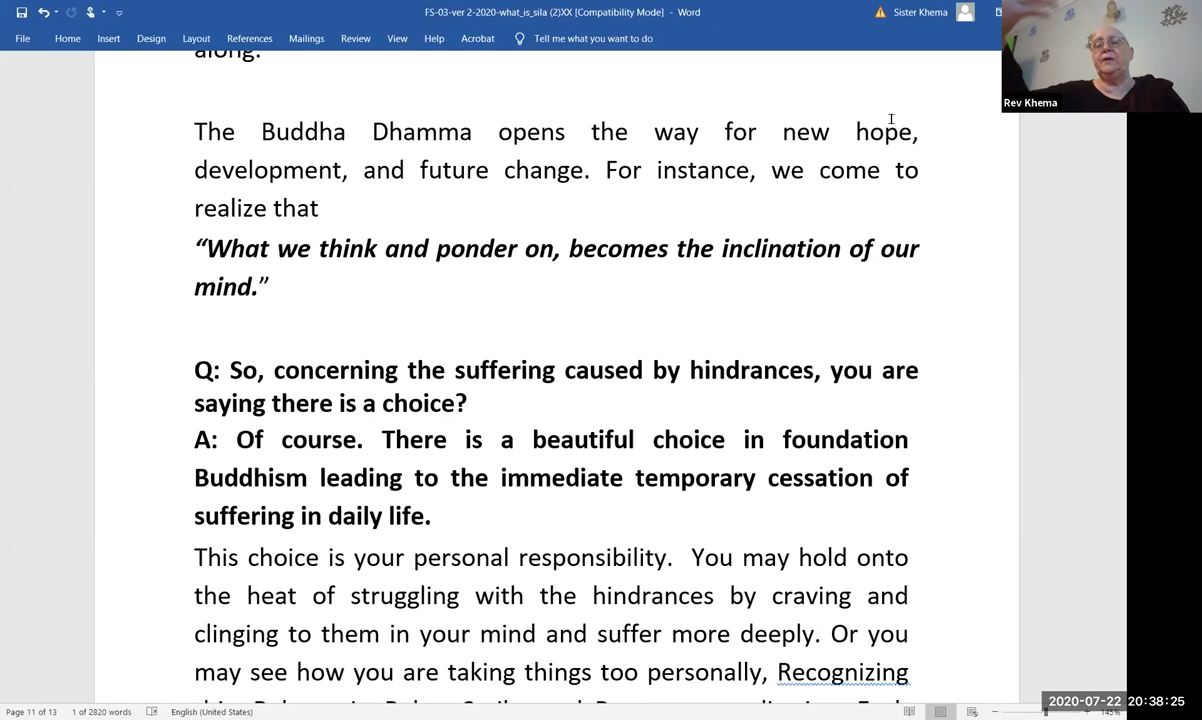 FS-03-ver 2-2020-what_is_sila (2)XX [Compatibility Mode] - Word
Sister Khema
File Home Insert Design Layout References Mailings Review View Help Acrobat Tell me what you want to do
Rev Khema
along.
The Buddha Dhamma opens the way for new hope,
development, and future change. For instance, we come to
realize that
“What we think and ponder on, becomes the inclination of our
mind.”
Q: So, concerning the suffering caused by hindrances, you are
saying there is a choice?
A: Of course. There is a beautiful choice in foundation
Buddhism leading to the immediate temporary cessation of
suffering in daily life.
This choice is your personal responsibility. You may hold onto
the heat of struggling with the hindrances by craving and
clinging to them in your mind and suffer more deeply. Or you
may see how you are taking things too personally, Recognizing
Page 11 of 13 1 of 2820 words English (United States) 145%
2020-07-22 20:38:25